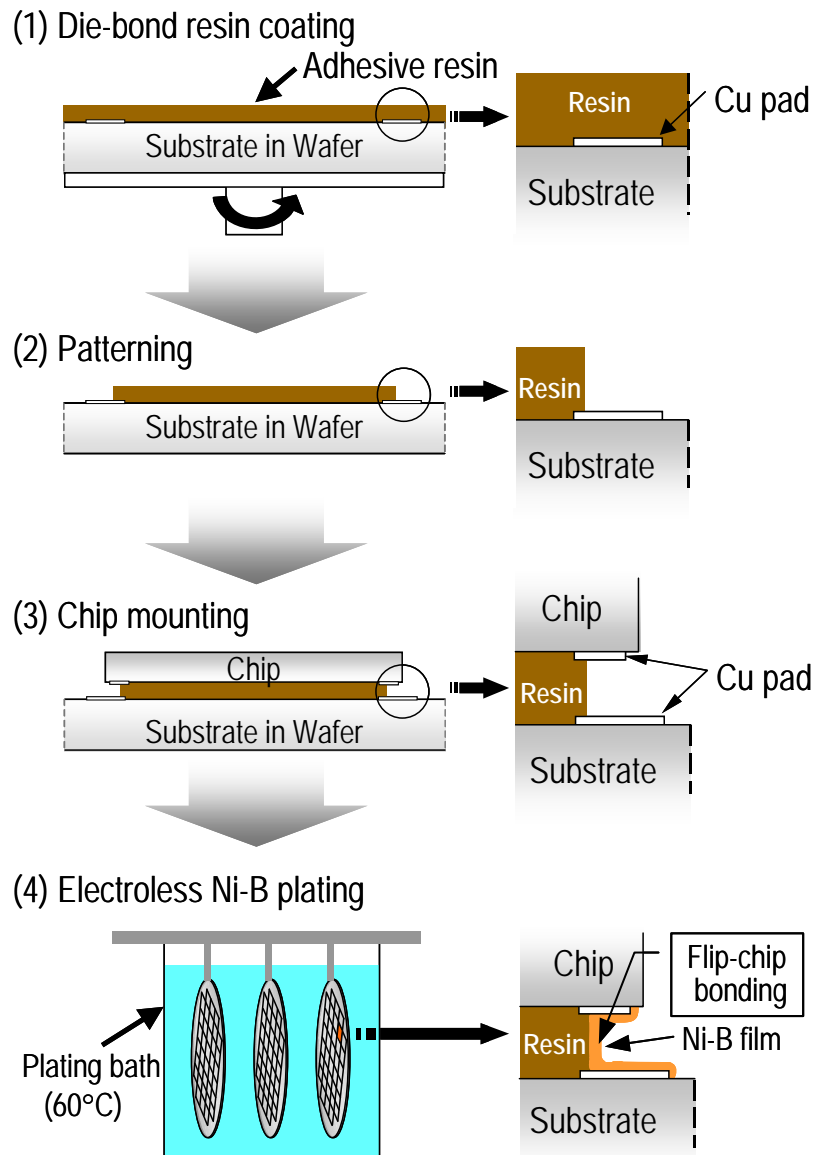 (1) Die-bond resin coating
Adhesive resin
Substrate in Wafer
Resin
Cu pad
Substrate
(2) Patterning
Substrate in Wafer
Resin
Substrate
(3) Chip mounting
Chip
Substrate in Wafer
Chip
Resin
Cu pad
Substrate
(4) Electroless Ni-B plating
Plating bath
(60°C)
Chip
Flip-chip
bonding
Resin
Ni-B film
Substrate